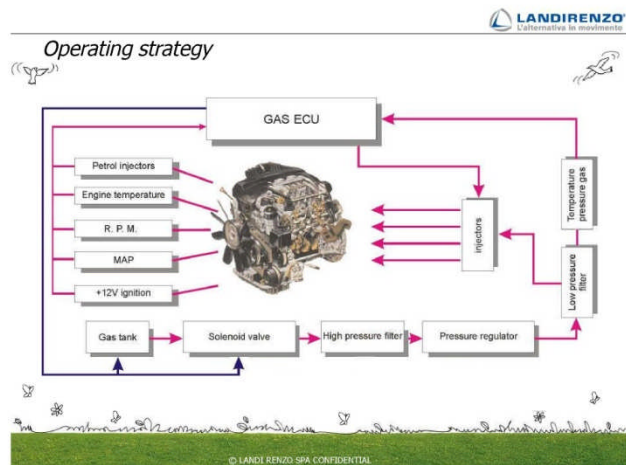 LANDIRENZO®
L'alternativa in movimento
Operating strategy
GAS ECU
Petrol injectors
Engine temperature
R. P. M.
MAP
+12V ignition
injectors
Temperature
pressure gas
Low pressure
filter
Gas tank
Solenoid valve
High pressure filter
Pressure regulator
© LANDI RENZO SPA CONFIDENTIAL -